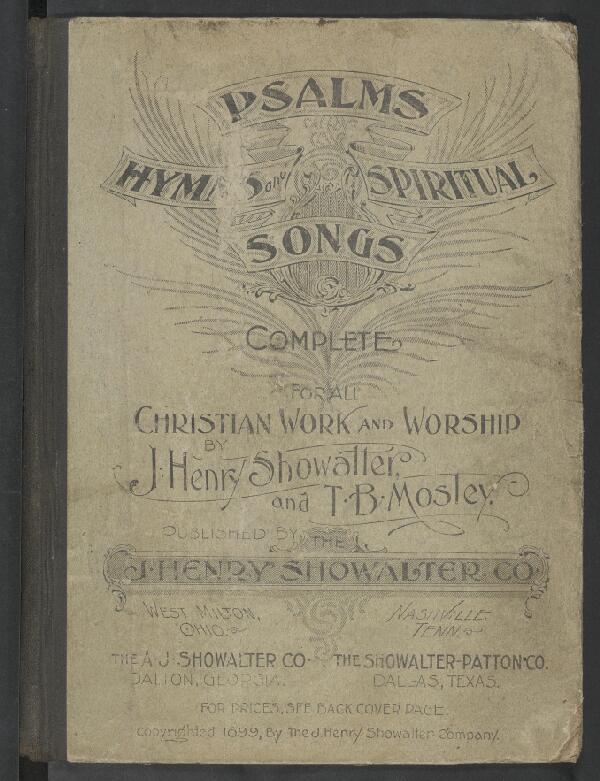 PSALMS
HYMNS and SPIRITUAL
SONGS
COMPLETE
FOR ALL
CHRISTIAN WORK AND WORSHIP
BY
J. Henry Showalter,
and T. B. Mosley.
PUBLISHED BY THE
J. HENRY SHOWALTER CO.
WEST MILTON, OHIO.
NASHVILLE TENN.
THE A. J. SHOWALTER CO. THE SHOWALTER-PATTON CO.
DALTON, GEORGIA. DALLAS, TEXAS.
FOR PRICES, SEE BACK COVER PAGE.
Copyrighted 1899, By The J. Henry Showalter Company.